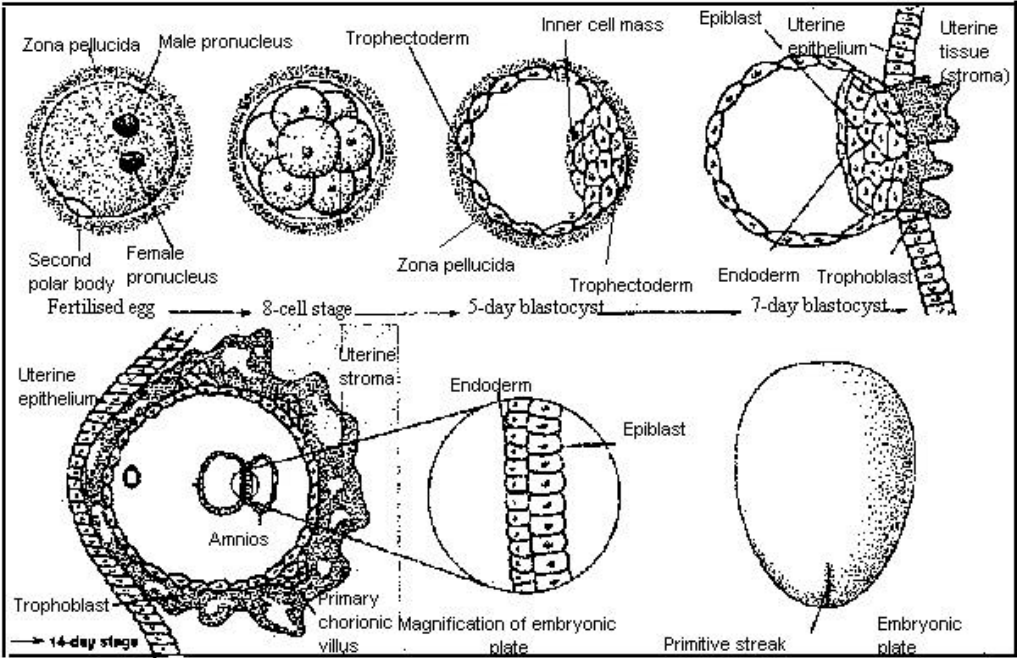 Zona pellucida
Male pronucleus
Trophectoderm
Inner cell mass
Epiblast
Uterine
epithelium
Uterine
tissue
(stroma)
Second
polar body
Female
pronucleus
Zona pellucida
Trophectoderm
Endoderm
Trophoblast
Fertilised egg
8-cell stage
5-day blastocyst
7-day blastocyst
Uterine
epithelium
Uterine
stroma
Endoderm
Epiblast
Amnios
Trophoblast
Primary
chorionic
villus
14-day stage
Magnification of embryonic
plate
Primitive streak
Embryonic
plate